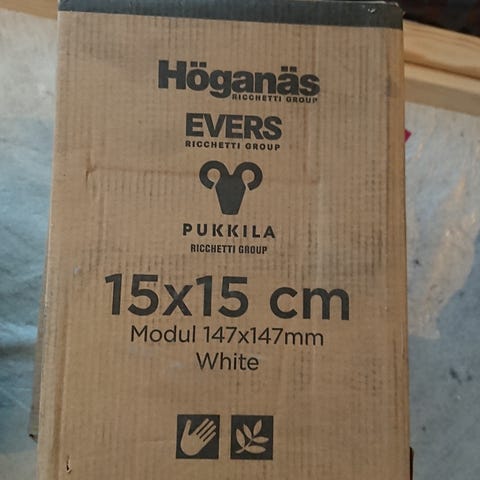 Höganäs
RICCHETTI GROUP
EVERS
RICCHETTI GROUP
PUKKILA
RICCHETTI GROUP
15x15 cm
Modul 147x147mm
White